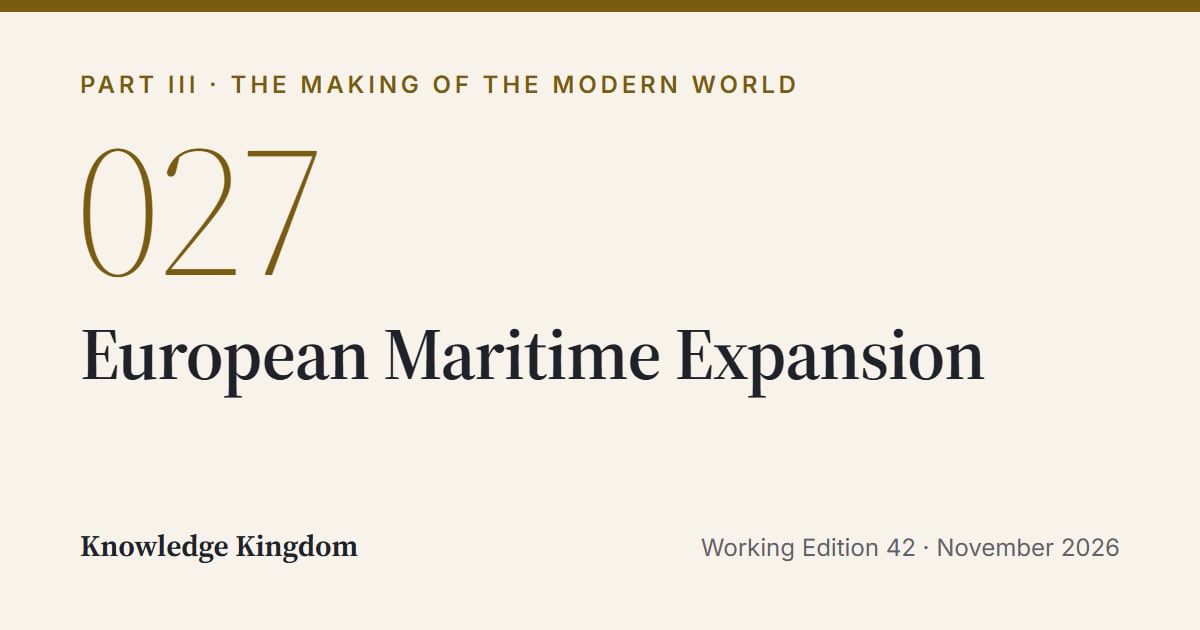 PART III · THE MAKING OF THE MODERN WORLD
027
European Maritime Expansion
Knowledge Kingdom
Working Edition 42 · November 2026